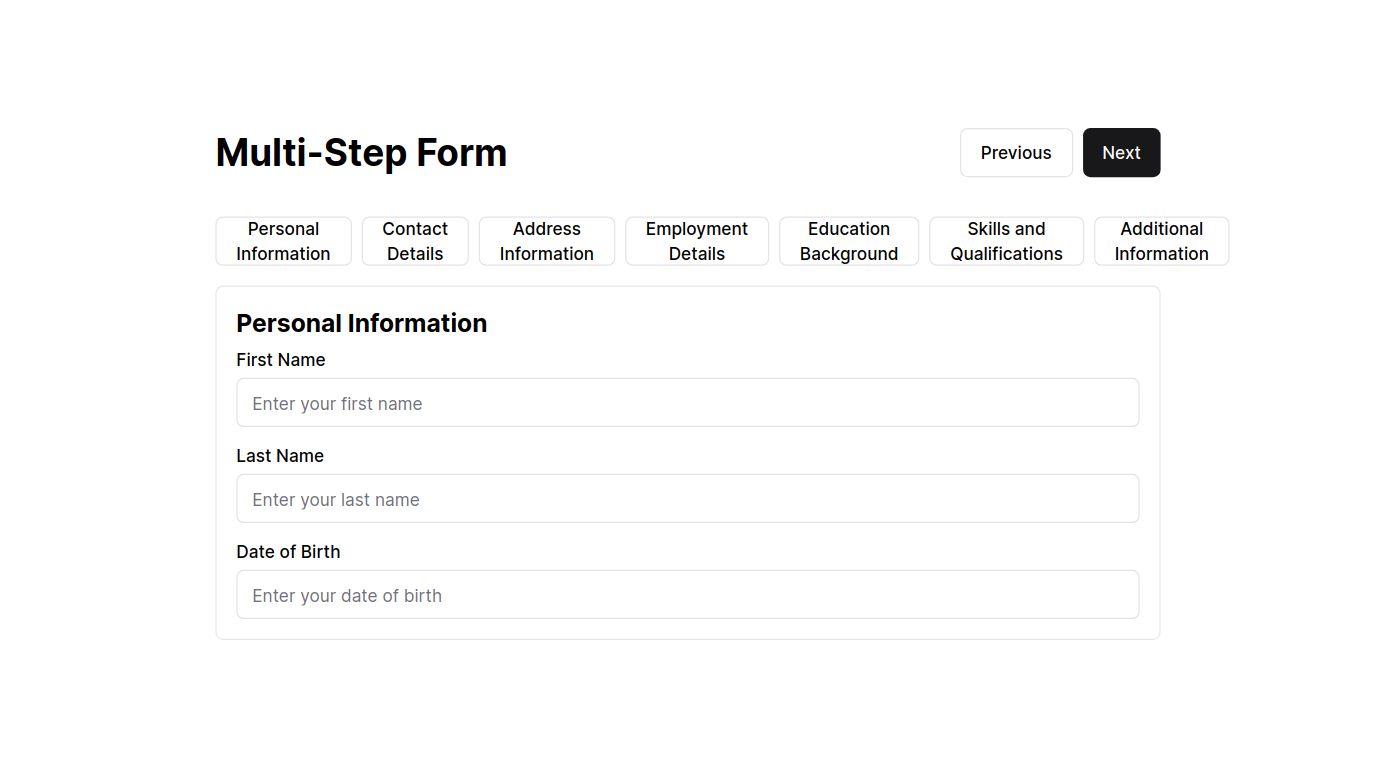 Multi-Step Form
Previous
Next
Personal
Information
Contact
Details
Address
Information
Employment
Details
Education
Background
Skills and
Qualifications
Additional
Information
Personal Information
First Name
Enter your first name
Last Name
Enter your last name
Date of Birth
Enter your date of birth